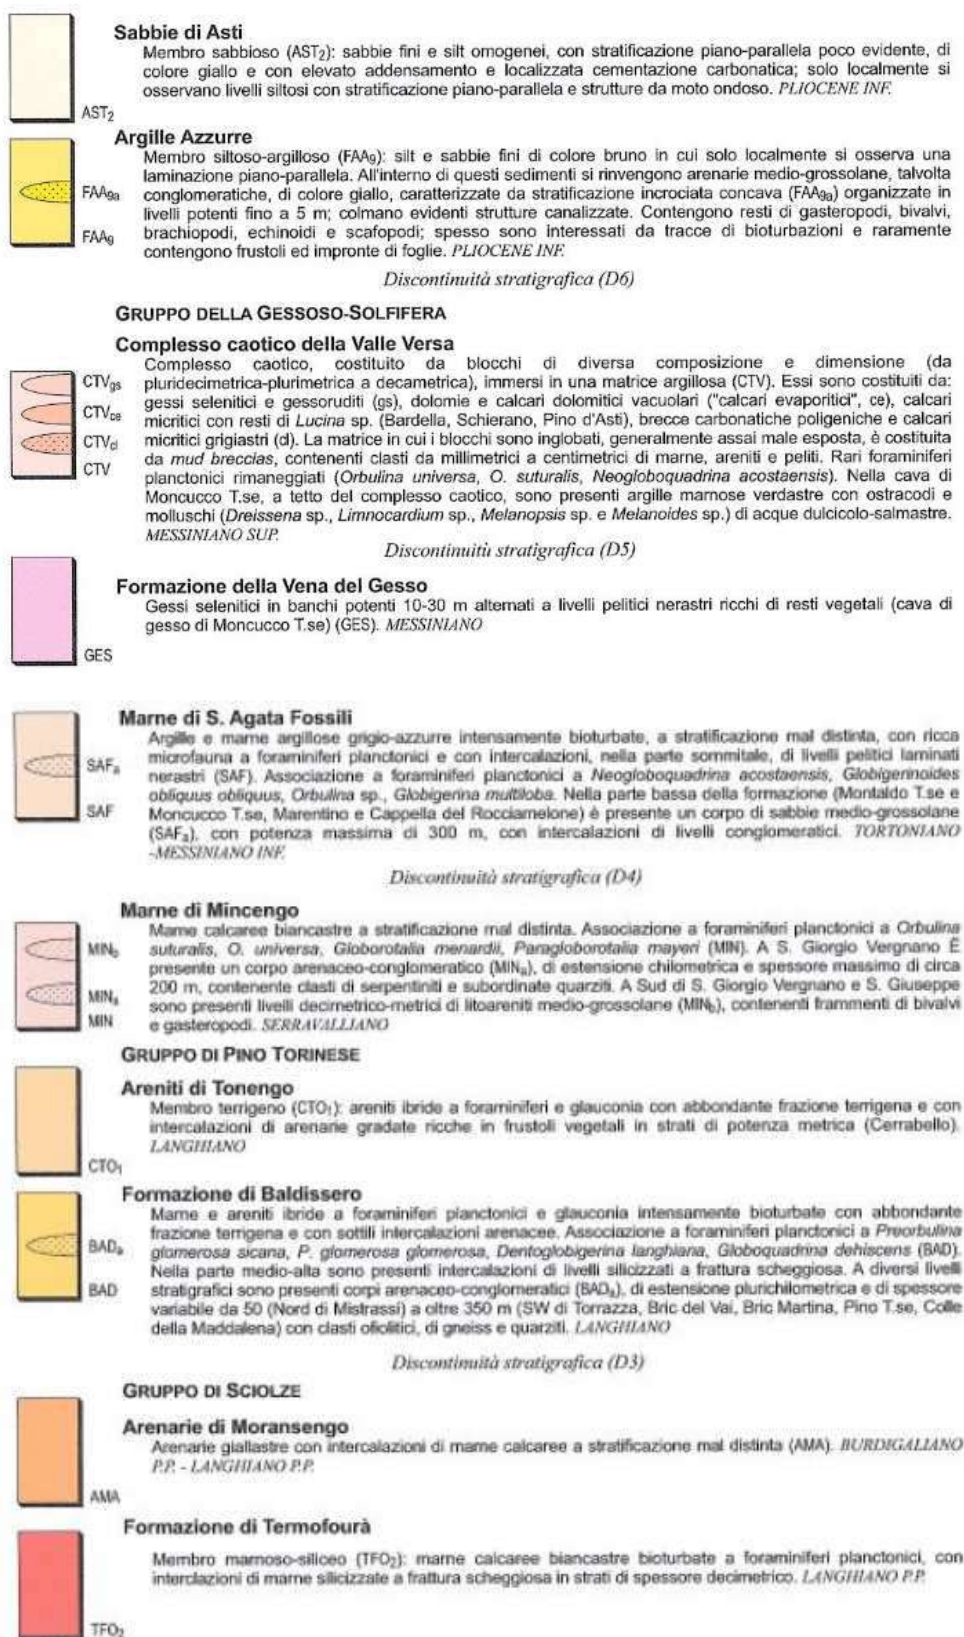 Sabbie di Asti
Membro sabbioso (AST₂): sabbie fini e silt omogenei, con stratificazione piano-parallela poco evidente, di
colore giallo e con elevato addensamento e localizzata cementazione carbonatica; solo localmente si
osservano livelli siltosi con stratificazione piano-parallela e strutture da moto ondoso. PLIOCENE INF.
AST₂
Argille Azzurre
Membro siltoso-argilloso (FAA₉): silt e sabbie fini di colore bruno in cui solo localmente si osserva una
laminazione piano-parallela. All'interno di questi sedimenti si rinvengono arenarie medio-grossolane, talvolta
conglomeratiche, di colore giallo, caratterizzate da stratificazione incrociata concava (FAA₉ₐ) organizzate in
livelli potenti fino a 5 m; colmano evidenti strutture canalizzate. Contengono resti di gasteropodi, bivalvi,
brachiopodi, echinoidi e scafopodi; spesso sono interessati da tracce di bioturbazioni e raramente
contengono frustoli ed impronte di foglie. PLIOCENE INF.
FAA₉ₐ
FAA₉
Discontinuità stratigrafica (D6)
GRUPPO DELLA GESSOSO-SOLFIFERA
Complesso caotico della Valle Versa
Complesso caotico, costituito da blocchi di diversa composizione e dimensione (da
pluridecimetrica-plurimetrica a decametrica), immersi in una matrice argillosa (CTV). Essi sono costituiti da:
gessi selenitici e gessoruditi (gs), dolomie e calcari dolomitici vacuolari ("calcari evaporitici", ce), calcari
micritici con resti di Lucina sp. (Bardella, Schierano, Pino d'Asti), brecce carbonatiche poligeniche e calcari
micritici grigiastri (d). La matrice in cui i blocchi sono inglobati, generalmente assai male esposta, è costituita
da mud breccias, contenenti clasti da millimetrici a centimetrici di marne, areniti e peliti. Rari foraminiferi
planctonici rimaneggiati (Orbulina universa, O. suturalis, Neogloboquadrina acostaensis). Nella cava di
Moncucco T.se, a tetto del complesso caotico, sono presenti argille marnose verdastre con ostracodi e
molluschi (Dreissena sp., Limnocardium sp., Melanopsis sp. e Melanoides sp.) di acque dulcicolo-salmastre.
MESSINIANO SUP.
CTVgs
CTVce
CTVcl
CTV
Discontinuità stratigrafica (D5)
Formazione della Vena del Gesso
Gessi selenitici in banchi potenti 10-30 m alternati a livelli pelitici nerastri ricchi di resti vegetali (cava di
gesso di Moncucco T.se) (GES). MESSINIANO
GES
Marne di S. Agata Fossili
Argille e marne argillose grigio-azzurre intensamente bioturbate, a stratificazione mal distinta, con ricca
microfauna a foraminiferi planctonici e con intercalazioni, nella parte sommitale, di livelli pelitici laminati
nerastri (SAF). Associazione a foraminiferi planctonici a Neogloboquadrina acostaensis, Globigerinoides
obliquus obliquus, Orbulina sp., Globigerina multiloba. Nella parte bassa della formazione (Montaldo T.se e
Moncucco T.se, Marentino e Cappella del Rocciamelone) è presente un corpo di sabbie medio-grossolane
(SAFₐ), con potenza massima di 300 m, con intercalazioni di livelli conglomeratici. TORTONIANO
-MESSINIANO INF.
SAFₐ
SAF
Discontinuità stratigrafica (D4)
Marne di Mincengo
Marne calcaree biancastre a stratificazione mal distinta. Associazione a foraminiferi planctonici a Orbulina
suturalis, O. universa, Globorotalia menardii, Paragloborotalia mayeri (MIN). A S. Giorgio Vergnano È
presente un corpo arenaceo-conglomeratico (MINₐ), di estensione chilometrica e spessore massimo di circa
200 m, contenente clasti di serpentiniti e subordinate quarziti. A Sud di S. Giorgio Vergnano e S. Giuseppe
sono presenti livelli decimetrico-metrici di litoareniti medio-grossolane (MINb), contenenti frammenti di bivalvi
e gasteropodi. SERRAVALLIANO
MINb
MINₐ
MIN
GRUPPO DI PINO TORINESE
Areniti di Tonengo
Membro terrigeno (CTO₁): areniti ibride a foraminiferi e glauconia con abbondante frazione terrigena e con
intercalazioni di arenarie gradate ricche in frustoli vegetali in strati di potenza metrica (Cerrabello).
LANGHIANO
CTO₁
Formazione di Baldissero
Marne e areniti ibride a foraminiferi planctonici e glauconia intensamente bioturbate con abbondante
frazione terrigena e con sottili intercalazioni arenacee. Associazione a foraminiferi planctonici a Preorbulina
glomerosa sicana, P. glomerosa glomerosa, Dentoglobigerina langhiana, Globoquadrina dehiscens (BAD).
Nella parte medio-alta sono presenti intercalazioni di livelli silicizzati a frattura scheggiosa. A diversi livelli
stratigrafici sono presenti corpi arenaceo-conglomeratici (BADₐ), di estensione plurichilometrica e di spessore
variabile da 50 (Nord di Mistrassi) a oltre 350 m (SW di Torrazza, Bric del Vai, Bric Martina, Pino T.se, Colle
della Maddalena) con clasti ofiolitici, di gneiss e quarziti. LANGHIANO
BADₐ
BAD
Discontinuità stratigrafica (D3)
GRUPPO DI SCIOLZE
Arenarie di Moransengo
Arenarie giallastre con intercalazioni di marne calcaree a stratificazione mal distinta (AMA). BURDIGALIANO
P.P. - LANGHIANO P.P.
AMA
Formazione di Termofourà
Membro marnoso-siliceo (TFO₂): marne calcaree biancastre bioturbate a foraminiferi planctonici, con
interclazioni di marne silicizzate a frattura scheggiosa in strati di spessore decimetrico. LANGHIANO P.P.
TFO₂